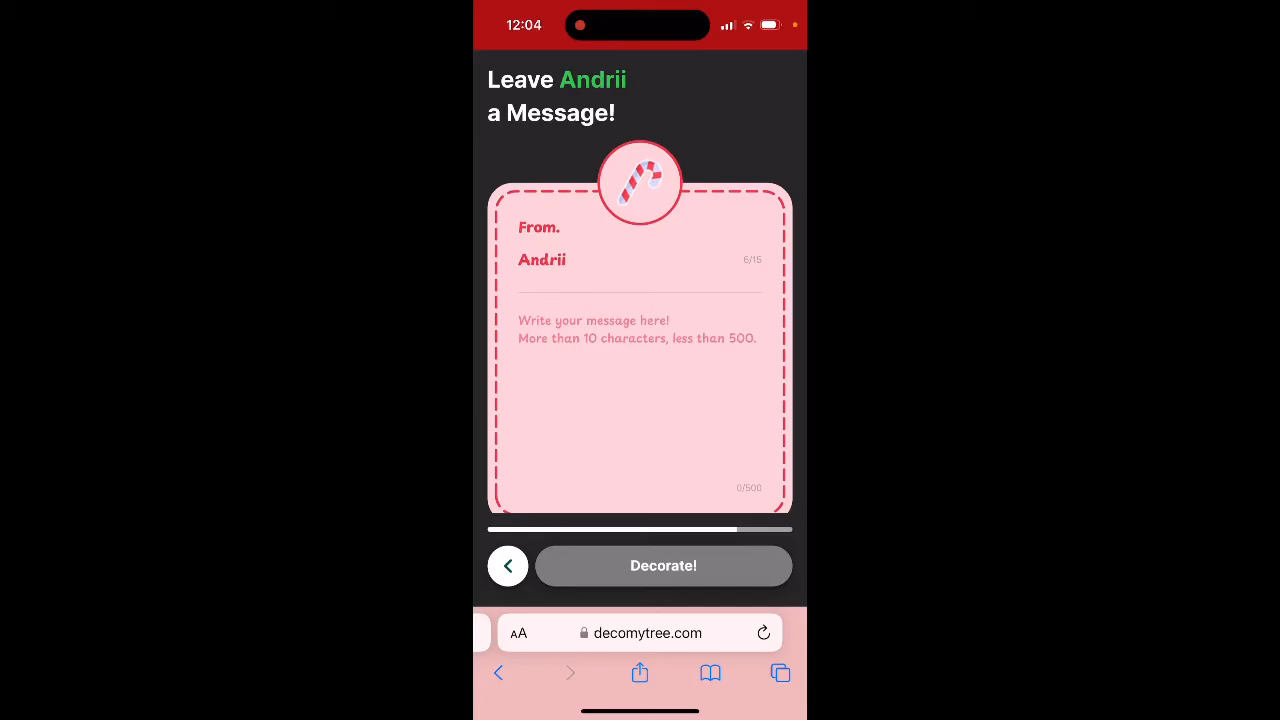 12:04
Leave Andrii
a Message!
From.
Andrii 6/15
Write your message here!
More than 10 characters, less than 500.
0/500
Decorate!
AA decomytree.com